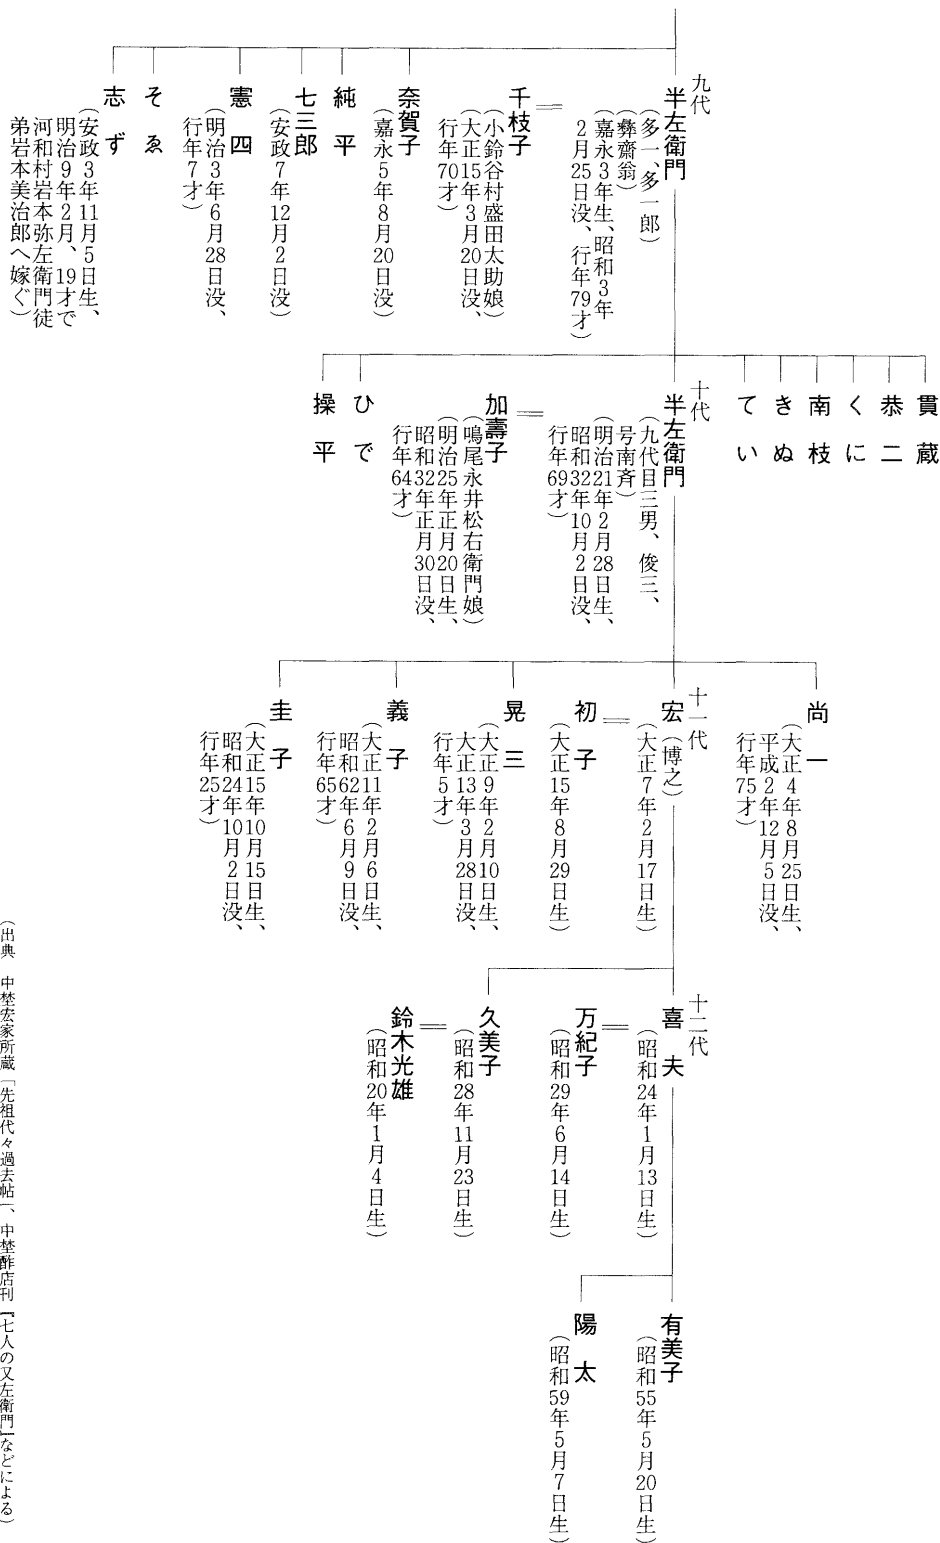 九代
半左衛門
(多一、多一郎)
(彜齋翁)
(嘉永3年生、昭和3年
2月25日没、行年79才)
千枝子
(小鈴谷村盛田太助娘)
(大正15年3月20日没、
行年70才)
奈賀子
(嘉永5年8月20日没)
純平
七三郎
(安政7年12月2日没)
憲四
(明治3年6月28日没、
行年7才)
そゑ
志ず
(安政3年11月5日生、
明治9年2月、19才で
河和村岩本弥左衛門徒
弟岩本美治郎へ嫁ぐ)
貫蔵
恭二
くに
南枝
きぬ
てい
十代
半左衛門
(九代目三男、俊三、
号南斉)
(明治21年2月28日生、
昭和32年10月2日没、
行年69才)
加壽子
(鳴尾永井松右衛門娘)
(明治25年正月20日生、
昭和32年正月30日没、
行年64才)
ひで
操平
尚一
(大正4年8月25日生、
平成2年12月5日没、
行年75才)
十一代
宏(博之)
(大正7年2月17日生)
初子
(大正15年8月29日生)
晃三
(大正9年2月10日生、
大正13年3月28日没、
行年5才)
義子
(大正11年2月6日生、
昭和62年6月9日没、
行年65才)
圭子
(大正15年10月15日生、
昭和24年10月2日没、
行年25才)
十二代
喜夫
(昭和24年1月13日生)
万紀子
(昭和29年6月14日生)
久美子
(昭和28年11月23日生)
鈴木光雄
(昭和20年1月4日生)
有美子
(昭和55年5月20日生)
陽太
(昭和59年5月7日生)
(出典 中埜宏家所蔵「先祖代々過去帖」、中埜酢店刊『七人の又左衛門』などによる)